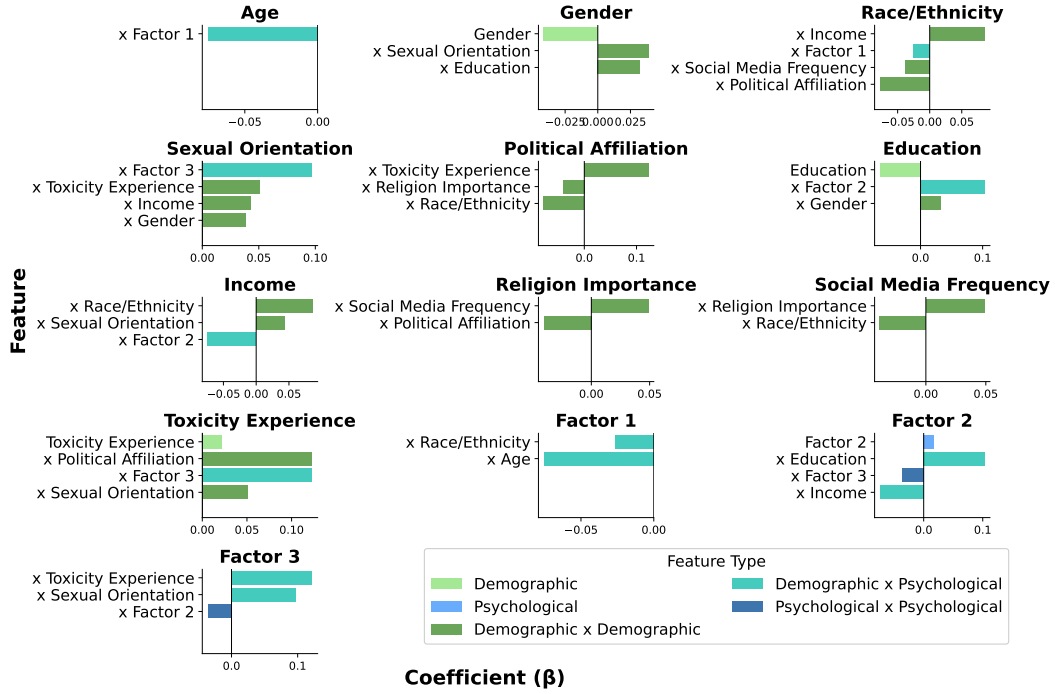 Age
x Factor 1
−0.05 0.00
Gender
Gender
x Sexual Orientation
x Education
−0.025 0.000 0.025
Race/Ethnicity
x Income
x Factor 1
x Social Media Frequency
x Political Affiliation
−0.05 0.00 0.05
Sexual Orientation
x Factor 3
x Toxicity Experience
x Income
x Gender
0.00 0.05 0.10
Political Affiliation
x Toxicity Experience
x Religion Importance
x Race/Ethnicity
0.0 0.1
Education
Education
x Factor 2
x Gender
0.0 0.1
Feature
Income
x Race/Ethnicity
x Sexual Orientation
x Factor 2
−0.05 0.00 0.05
Religion Importance
x Social Media Frequency
x Political Affiliation
0.00 0.05
Social Media Frequency
x Religion Importance
x Race/Ethnicity
0.00 0.05
Toxicity Experience
Toxicity Experience
x Political Affiliation
x Factor 3
x Sexual Orientation
0.00 0.05 0.10
Factor 1
x Race/Ethnicity
x Age
−0.05 0.00
Factor 2
Factor 2
x Education
x Factor 3
x Income
0.0 0.1
Factor 3
x Toxicity Experience
x Sexual Orientation
x Factor 2
0.0 0.1
Feature Type
Demographic
Psychological
Demographic x Demographic
Demographic x Psychological
Psychological x Psychological
Coefficient (β)